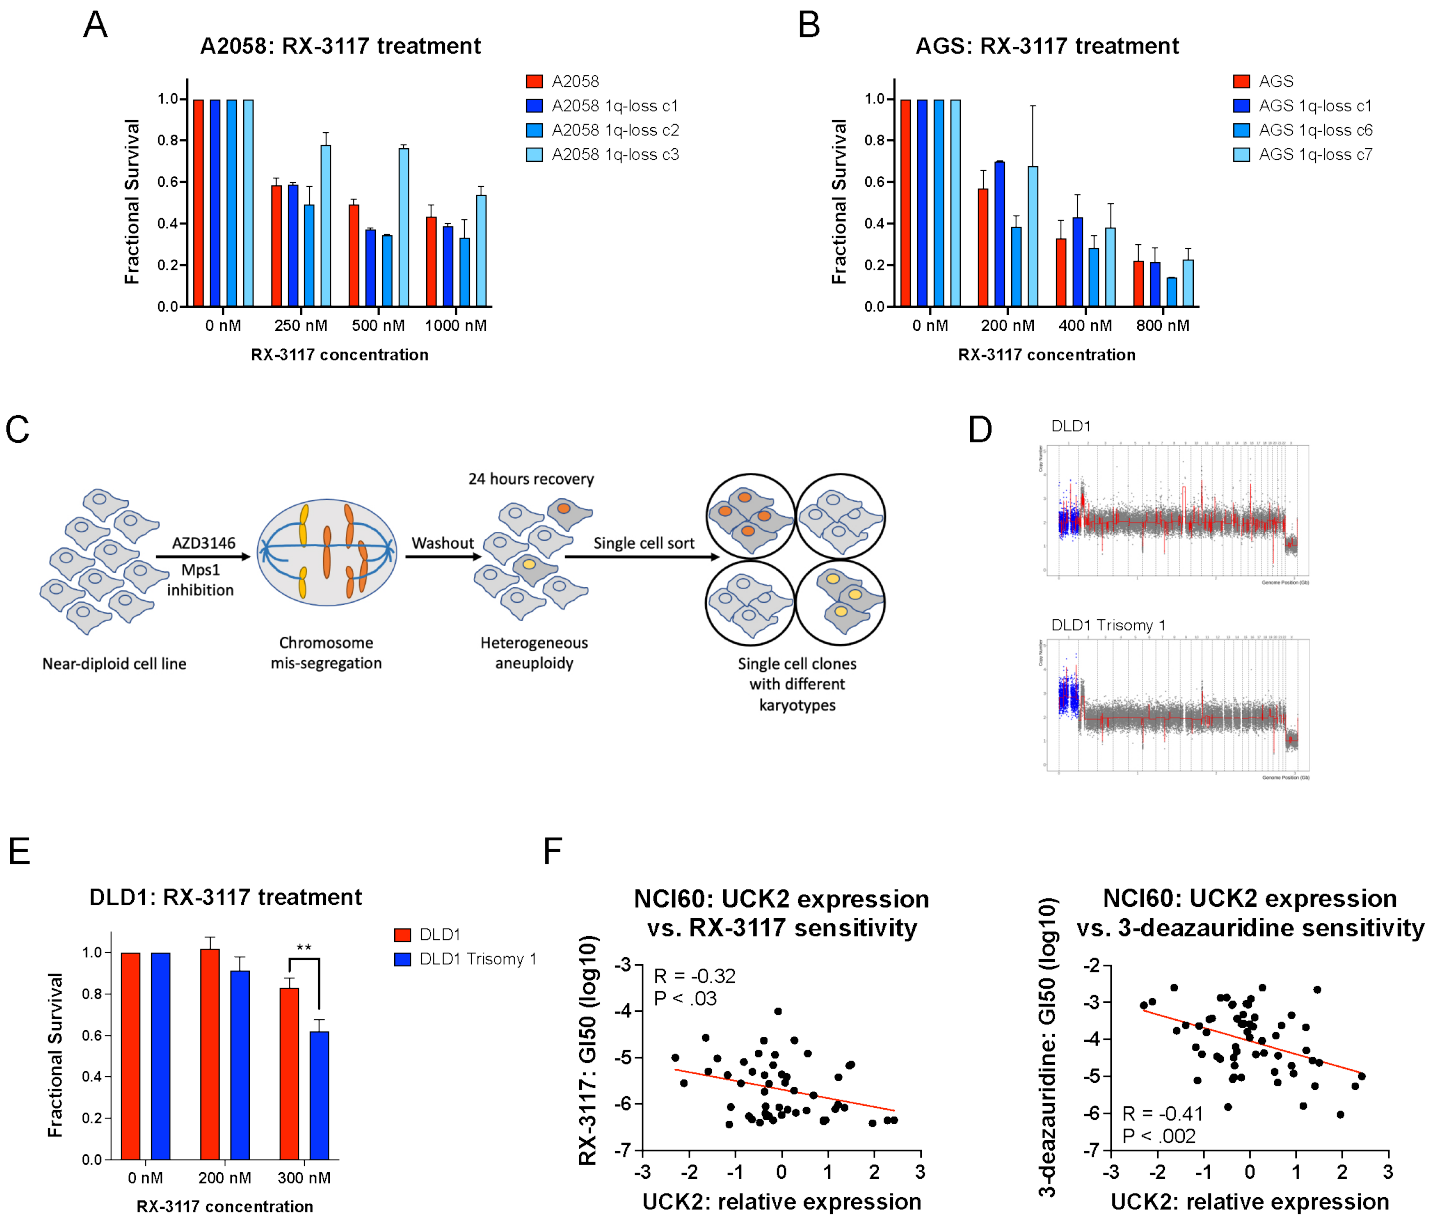 A
A2058: RX-3117 treatment
Fractional Survival
1.0
0.8
0.6
0.4
0.2
0.0
0 nM
250 nM
500 nM
1000 nM
RX-3117 concentration
A2058
A2058 1q-loss c1
A2058 1q-loss c2
A2058 1q-loss c3
B
AGS: RX-3117 treatment
Fractional Survival
1.0
0.8
0.6
0.4
0.2
0.0
0 nM
200 nM
400 nM
800 nM
RX-3117 concentration
AGS
AGS 1q-loss c1
AGS 1q-loss c6
AGS 1q-loss c7
C
Near-diploid cell line
AZD3146
Mps1
inhibition
Chromosome
mis-segregation
Washout
24 hours recovery
Heterogeneous
aneuploidy
Single cell sort
Single cell clones
with different
karyotypes
D
DLD1
Copy Number
Genome Position (Gb)
DLD1 Trisomy 1
Copy Number
Genome Position (Gb)
E
DLD1: RX-3117 treatment
Fractional Survival
1.0
0.8
0.6
0.4
0.2
0.0
**
0 nM
200 nM
300 nM
RX-3117 concentration
DLD1
DLD1 Trisomy 1
F
NCI60: UCK2 expression
vs. RX-3117 sensitivity
RX-3117: GI50 (log10)
-3
-4
-5
-6
-7
R = -0.32
P < .03
-3
-2
-1
0
1
2
3
UCK2: relative expression
NCI60: UCK2 expression
vs. 3-deazauridine sensitivity
3-deazauridine: GI50 (log10)
-2
-3
-4
-5
-6
-7
R = -0.41
P < .002
-3
-2
-1
0
1
2
3
UCK2: relative expression